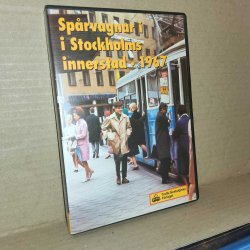 Spårvagnar
i Stockholms
innerstad - 1967